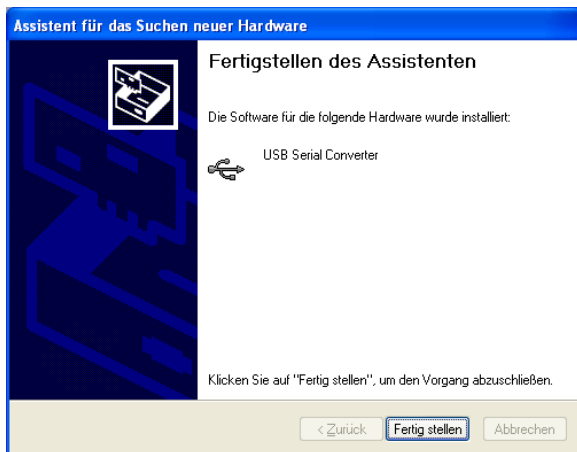 Assistent für das Suchen neuer Hardware
Fertigstellen des Assistenten
Die Software für die folgende Hardware wurde installiert:
USB Serial Converter
Klicken Sie auf "Fertig stellen", um den Vorgang abzuschließen.
< Zurück Fertig stellen Abbrechen